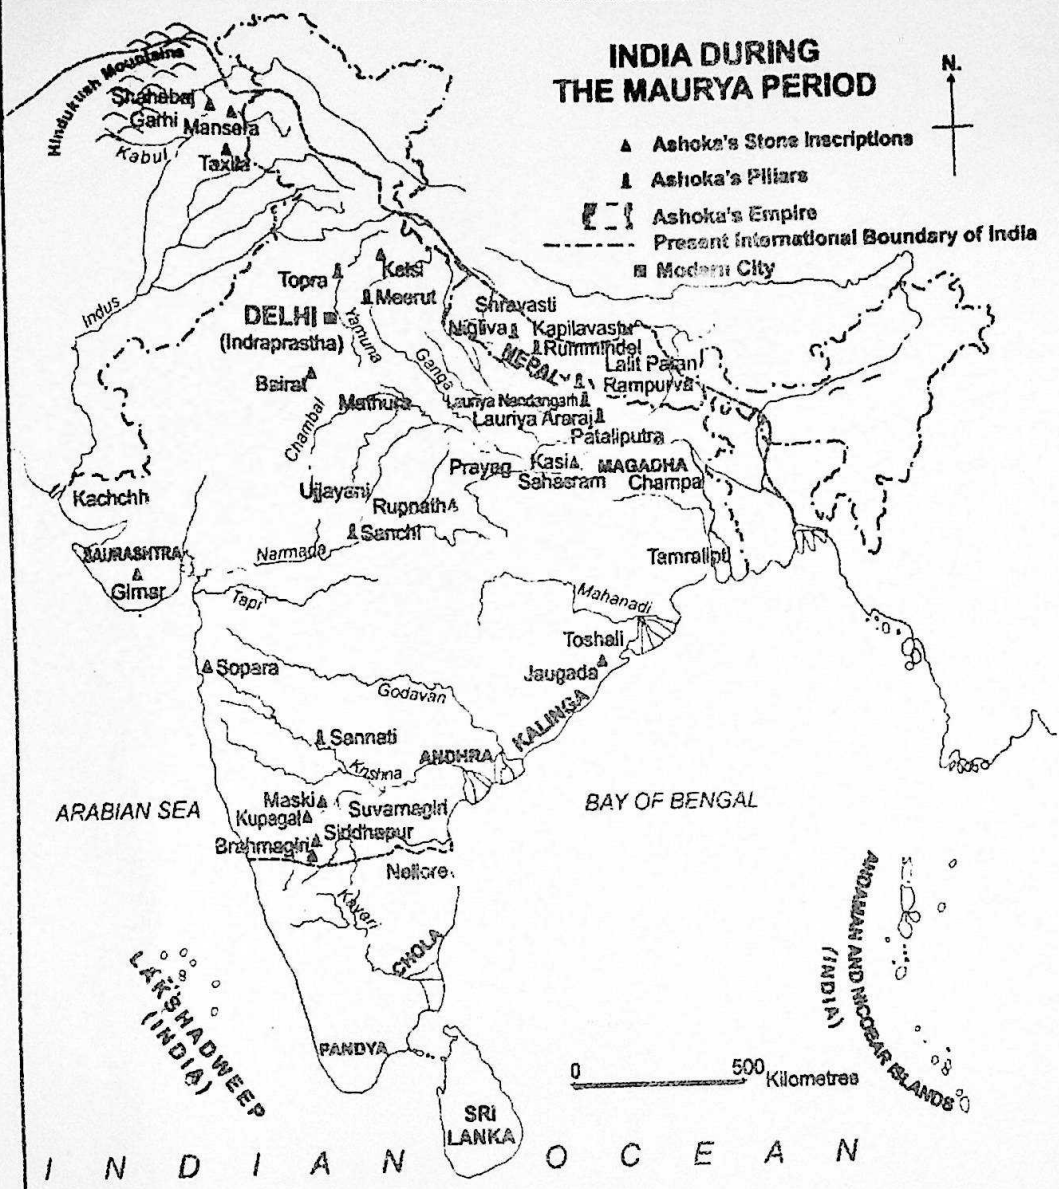 INDIA DURING
THE MAURYA PERIOD
N.
Ashoka's Stone Inscriptions
Ashoka's Pillars
Ashoka's Empire
Present International Boundary of India
Modern City
Hindukush Mountains
Shahebaj
Garhi
Mansera
Kabul
Taxila
Indus
Topra
Kalsi
Meerut
DELHI
(Indraprastha)
Yamuna
Ganga
Shravasti
Nigliva
Kapilavastu
Rummindei
NEPAL
Lalit Patan
Rampurva
Bairat
Mathura
Chambal
Lauriya Nandangarh
Lauriya Araraj
Pataliputra
Prayag
Kasi
MAGADHA
Sahasram
Champa
Kachchh
Ujjayani
Rupnath
Sanchi
SAURASHTRA
Girnar
Narmada
Tapi
Tamralipti
Mahanadi
Toshali
Jaugada
Sopara
Godavari
KALINGA
Sannati
ANDHRA
Krishna
ARABIAN SEA
BAY OF BENGAL
Maski
Suvarnagiri
Kupagal
Siddhapur
Brahmagiri
Nellore
Kavari
CHOLA
LAKSHADWEEP
(INDIA)
ANDAMAN AND NICOBAR ISLANDS
(INDIA)
PANDYA
0 500 Kilometres
SRI
LANKA
INDIAN OCEAN